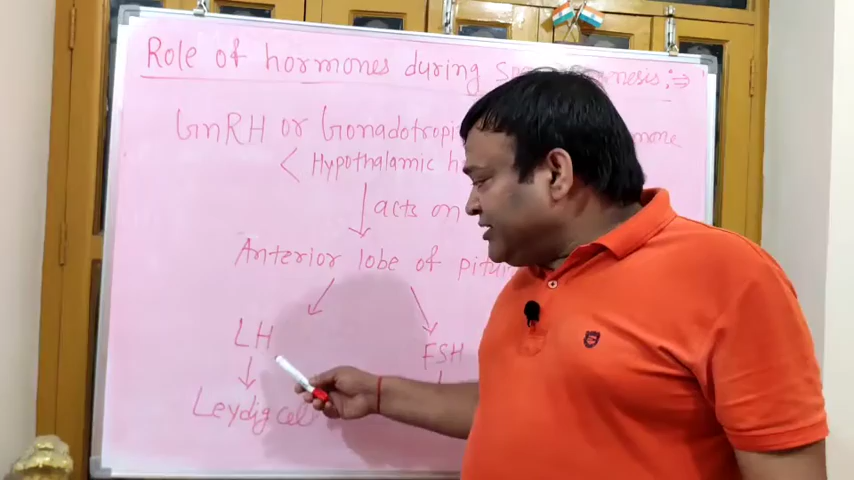 Role of hormones during :⇒
GnRH or
< Hypothalamic
acts on
Anterior lobe of
LH
FSH
Leydig cell